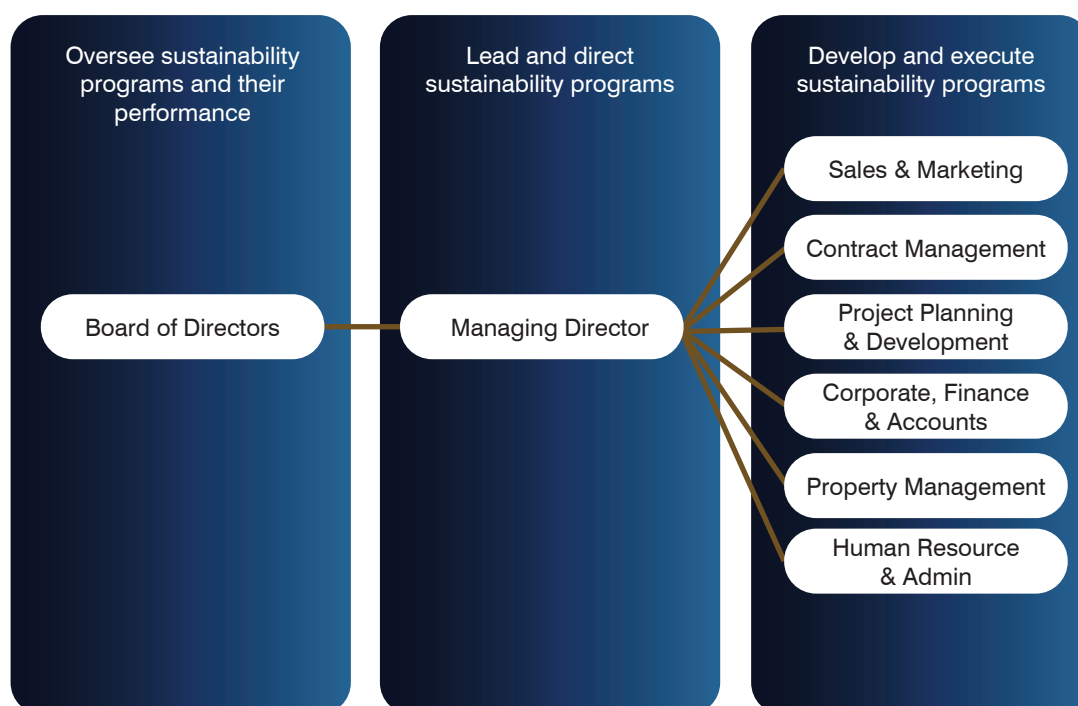 Oversee sustainability
programs and their
performance
Board of Directors
Lead and direct
sustainability programs
Managing Director
Develop and execute
sustainability programs
Sales & Marketing
Contract Management
Project Planning
& Development
Corporate, Finance
& Accounts
Property Management
Human Resource
& Admin